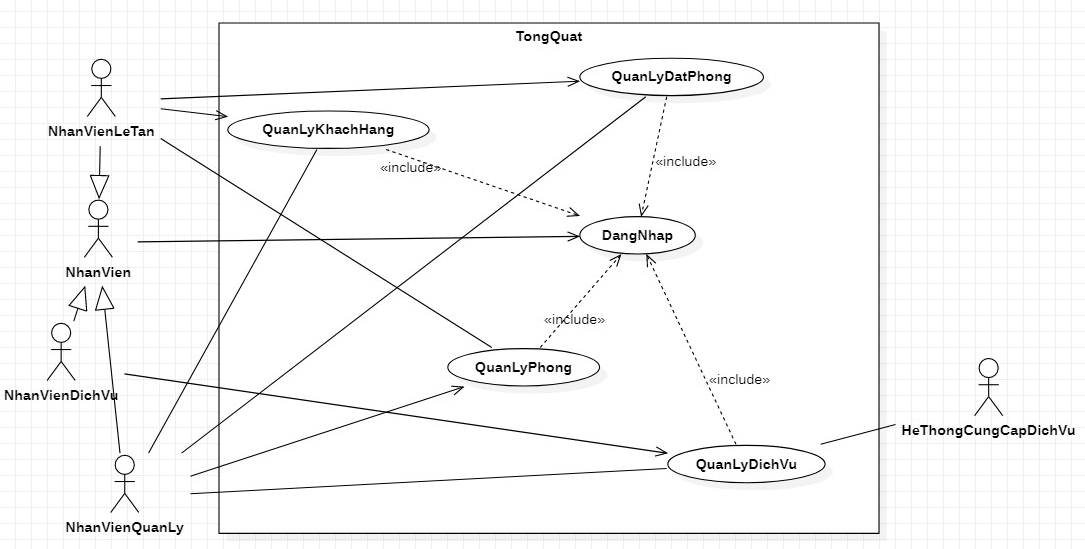 TongQuat
QuanLyDatPhong
QuanLyKhachHang
NhanVienLeTan
«include»
«include»
DangNhap
NhanVien
«include»
QuanLyPhong
«include»
NhanVienDichVu
HeThongCungCapDichVu
QuanLyDichVu
NhanVienQuanLy